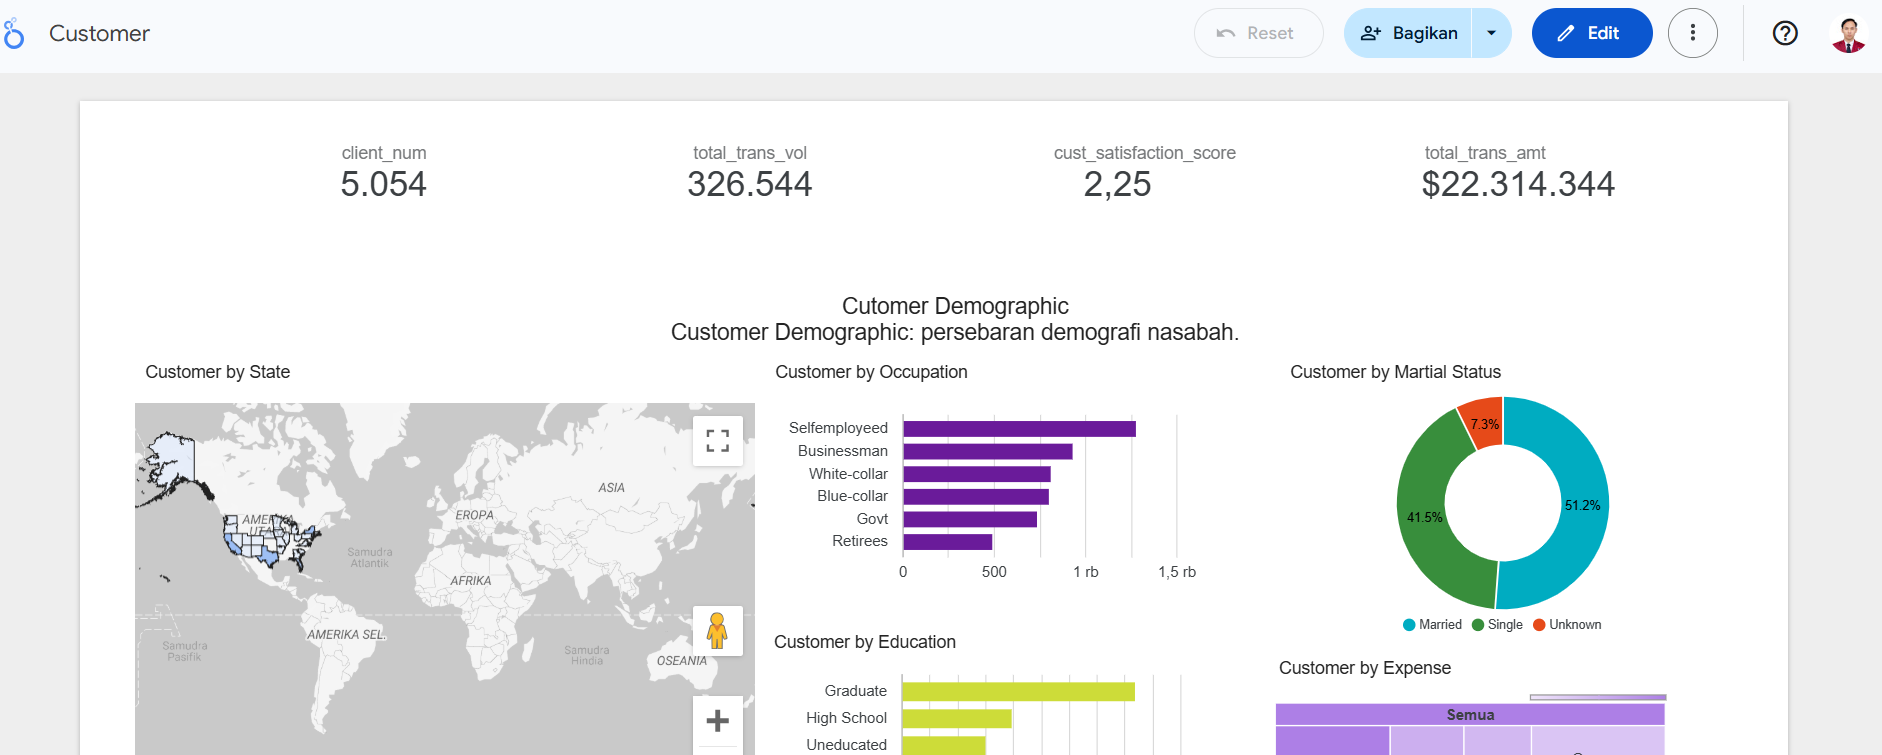 Customer
Reset
Bagikan
Edit
client_num
5.054
total_trans_vol
326.544
cust_satisfaction_score
2,25
total_trans_amt
$22.314.344
Cutomer Demographic
Customer Demographic: persebaran demografi nasabah.
Customer by State
ASIA
EROPA
AMERIKA
UTARA
Samudra
Atlantik
AFRIKA
AMERIKA SEL.
Samudra
Pasifik
Samudra
Hindia
OSEANIA
Customer by Occupation
Selfemployeed
Businessman
White-collar
Blue-collar
Govt
Retirees
0 500 1 rb 1,5 rb
Customer by Education
Graduate
High School
Uneducated
Customer by Martial Status
7.3%
51.2%
41.5%
Married Single Unknown
Customer by Expense
Semua